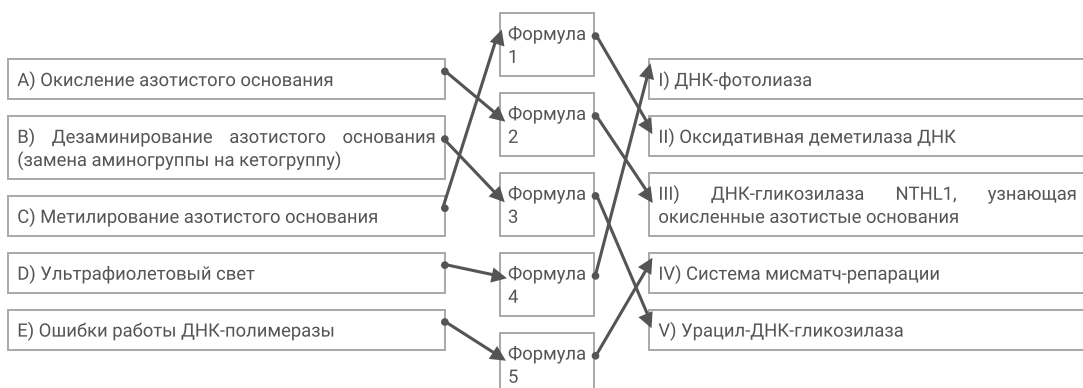 А) Окисление азотистого основания
В) Дезаминирование азотистого основания
(замена аминогруппы на кетогруппу)
С) Метилирование азотистого основания
D) Ультрафиолетовый свет
Е) Ошибки работы ДНК-полимеразы
Формула
1
Формула
2
Формула
3
Формула
4
Формула
5
I) ДНК-фотолиаза
II) Оксидативная деметилаза ДНК
III) ДНК-гликозилаза NTHL1, узнающая
окисленные азотистые основания
IV) Система мисматч-репарации
V) Урацил-ДНК-гликозилаза